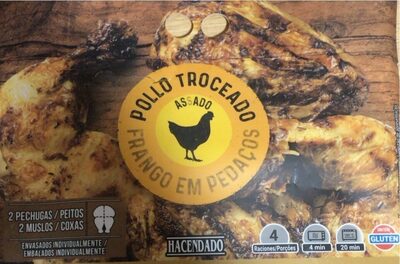 POLLO TROCEADO
ASSADO
FRANGO EM PEDAÇOS
2 PECHUGAS / PEITOS
2 MUSLOS / COXAS
ENVASADOS INDIVIDUALMENTE /
EMBALADOS INDIVIDUALMENTE
HACENDADO
4
Raciones/Porções
4 min
20 min
GLUTEN